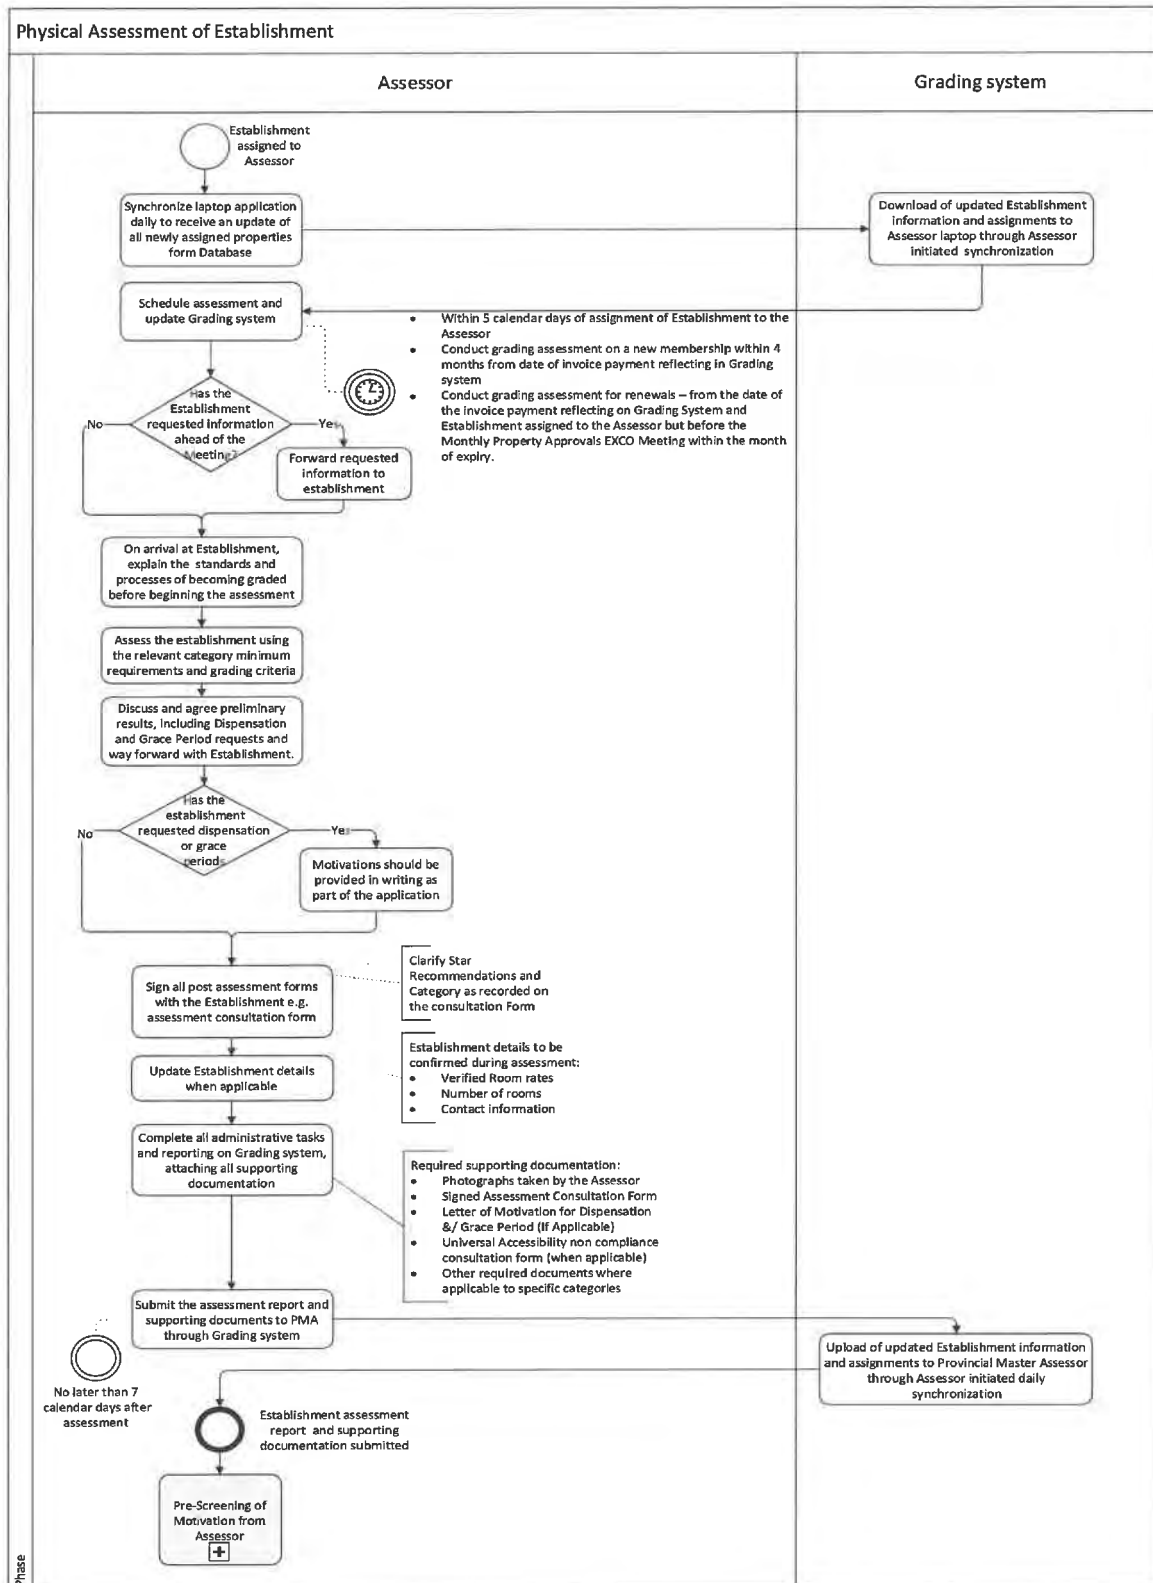 Physical Assessment of Establishment
Assessor
Grading system
Establishment
assigned to
Assessor
Synchronize laptop application
daily to receive an update of
all newly assigned properties
form Database
Download of updated Establishment
information and assignments to
Assessor laptop through Assessor
initiated synchronization
Schedule assessment and
update Grading system
• Within 5 calendar days of assignment of Establishment to the
Assessor
• Conduct grading assessment on a new membership within 4
months from date of invoice payment reflecting in Grading
system
• Conduct grading assessment for renewals – from the date of
the invoice payment reflecting on Grading System and
Establishment assigned to the Assessor but before the
Monthly Property Approvals EXCO Meeting within the month
of expiry.
Has the
Establishment
requested information
ahead of the
Meeting?
No
Yes
Forward requested
information to
establishment
On arrival at Establishment,
explain the standards and
processes of becoming graded
before beginning the assessment
Assess the establishment using
the relevant category minimum
requirements and grading criteria
Discuss and agree preliminary
results, including Dispensation
and Grace Period requests and
way forward with Establishment.
Has the
establishment
requested dispensation
or grace
periods
No
Yes
Motivations should be
provided in writing as
part of the application
Sign all post assessment forms
with the Establishment e.g.
assessment consultation form
Clarify Star
Recommendations and
Category as recorded on
the consultation Form
Update Establishment details
when applicable
Establishment details to be
confirmed during assessment:
• Verified Room rates
• Number of rooms
• Contact information
Complete all administrative tasks
and reporting on Grading system,
attaching all supporting
documentation
Required supporting documentation:
• Photographs taken by the Assessor
• Signed Assessment Consultation Form
• Letter of Motivation for Dispensation
&/ Grace Period (If Applicable)
• Universal Accessibility non compliance
consultation form (when applicable)
• Other required documents where
applicable to specific categories
Submit the assessment report and
supporting documents to PMA
through Grading system
No later than 7
calendar days after
assessment
Upload of updated Establishment information
and assignments to Provincial Master Assessor
through Assessor initiated daily
synchronization
Establishment assessment
report and supporting
documentation submitted
Pre-Screening of
Motivation from
Assessor
Phase